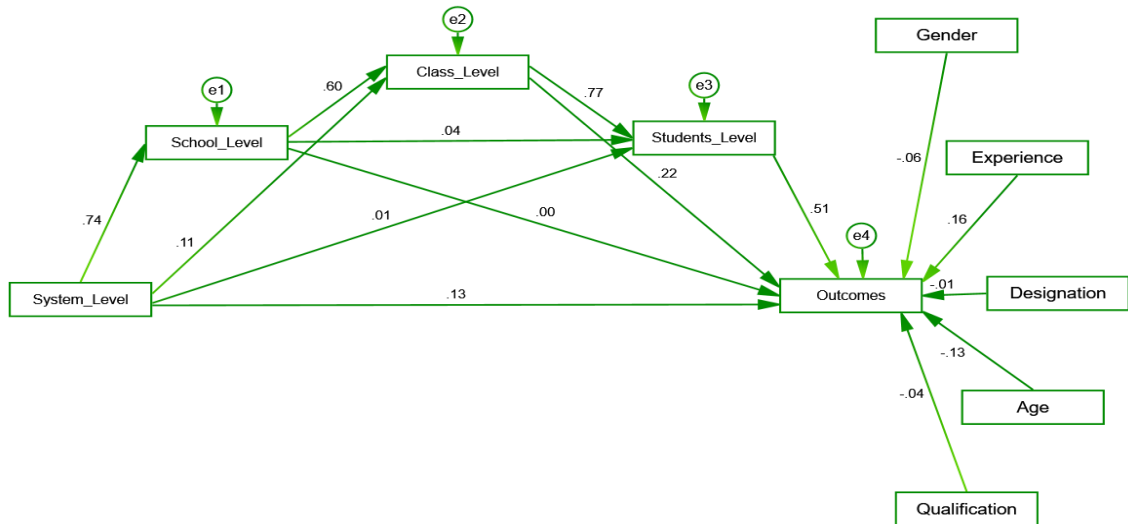 e2
Gender
Class_Level
e1
e3
.60
.77
School_Level
.04
Students_Level
Experience
-.06
.22
.74
.01
.00
.51
.16
.11
e4
System_Level
.13
Outcomes
-.01
Designation
-.13
-.04
Age
Qualification